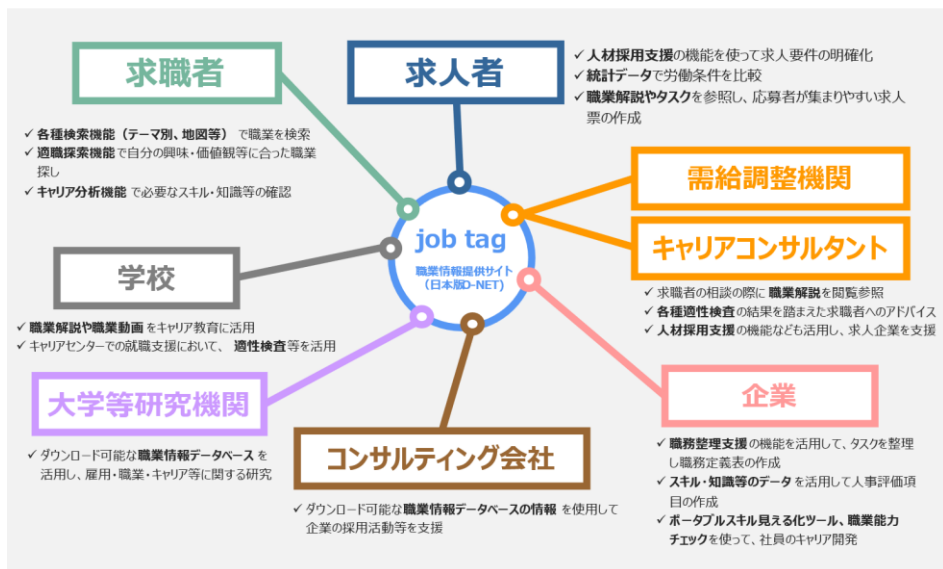 求職者
✓各種検索機能（テーマ別、地図等）で職業を検索
✓適職探索機能で自分の興味・価値観等に合った職業
探し
✓キャリア分析機能 で必要なスキル・知識等の確認
求人者
✓人材採用支援の機能を使って求人要件の明確化
✓統計データで労働条件を比較
✓職業解説やタスクを参照し、応募者が集まりやすい求人
票の作成
需給調整機関
キャリアコンサルタント
✓求職者の相談の際に職業解説を閲覧参照
✓各種適性検査の結果を踏まえた求職者へのアドバイス
✓人材採用支援の機能なども活用し、求人企業を支援
job tag
職業情報提供サイト
（日本版O-NET)
学校
✓職業解説や職業動画をキャリア教育に活用
✓キャリアセンターでの就職支援において、適性検査等を活用
大学等研究機関
✓ダウンロード可能な職業情報データベースを
活用し、雇用・職業・キャリア等に関する研究
コンサルティング会社
✓ダウンロード可能な職業情報データベースの情報 を使用して
企業の採用活動等を支援
企業
✓職務整理支援の機能を活用して、タスクを整理
し職務定義表の作成
✓スキル・知識等のデータを活用して人事評価項
目の作成
✓ポータブルスキル見える化ツール、職業能力
チェックを使って、社員のキャリア開発